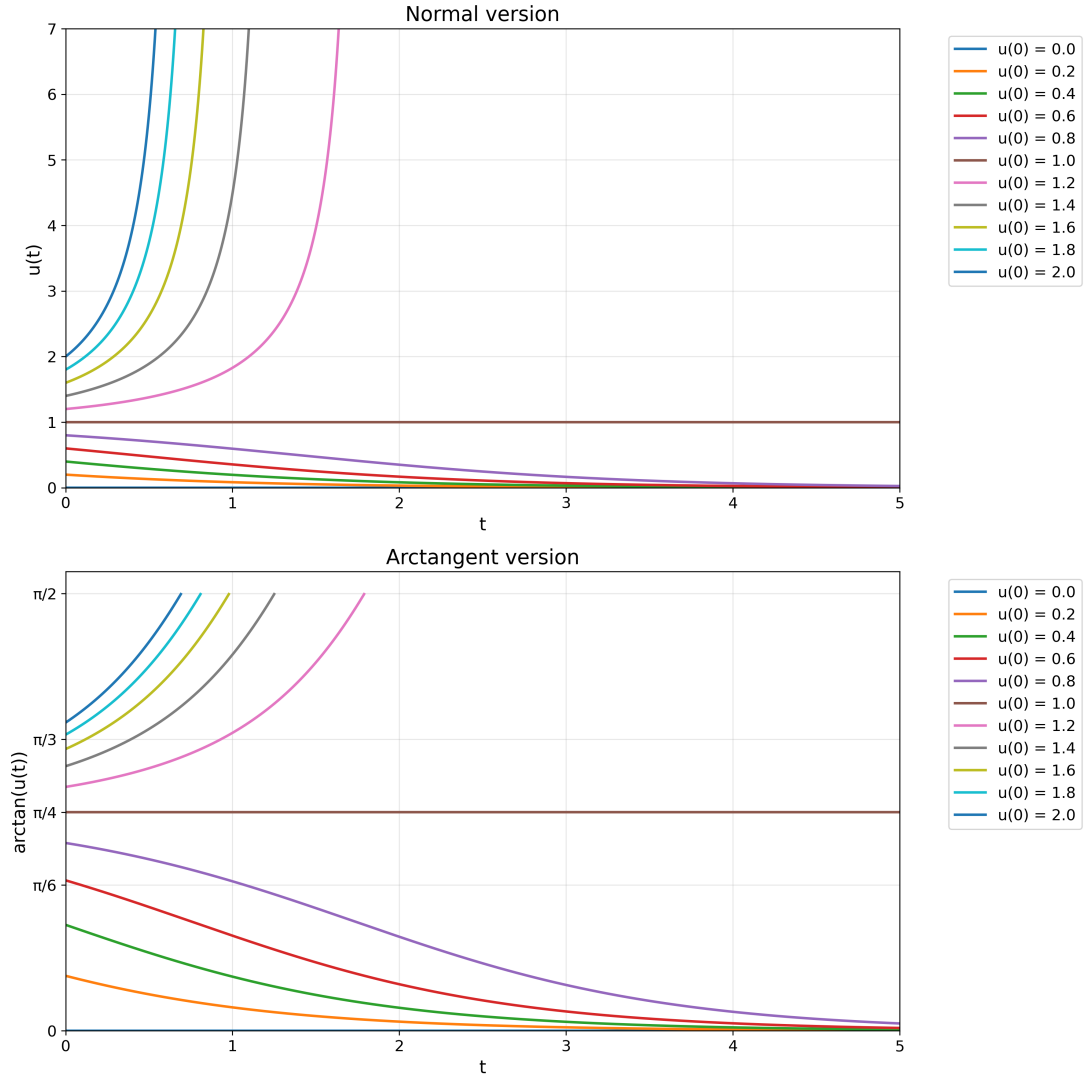 Normal version
7
6
5
4
3
2
1
0
u(t)
0 1 2 3 4 5
t
u(0) = 0.0
u(0) = 0.2
u(0) = 0.4
u(0) = 0.6
u(0) = 0.8
u(0) = 1.0
u(0) = 1.2
u(0) = 1.4
u(0) = 1.6
u(0) = 1.8
u(0) = 2.0
Arctangent version
π/2
π/3
π/4
π/6
0
arctan(u(t))
0 1 2 3 4 5
t
u(0) = 0.0
u(0) = 0.2
u(0) = 0.4
u(0) = 0.6
u(0) = 0.8
u(0) = 1.0
u(0) = 1.2
u(0) = 1.4
u(0) = 1.6
u(0) = 1.8
u(0) = 2.0